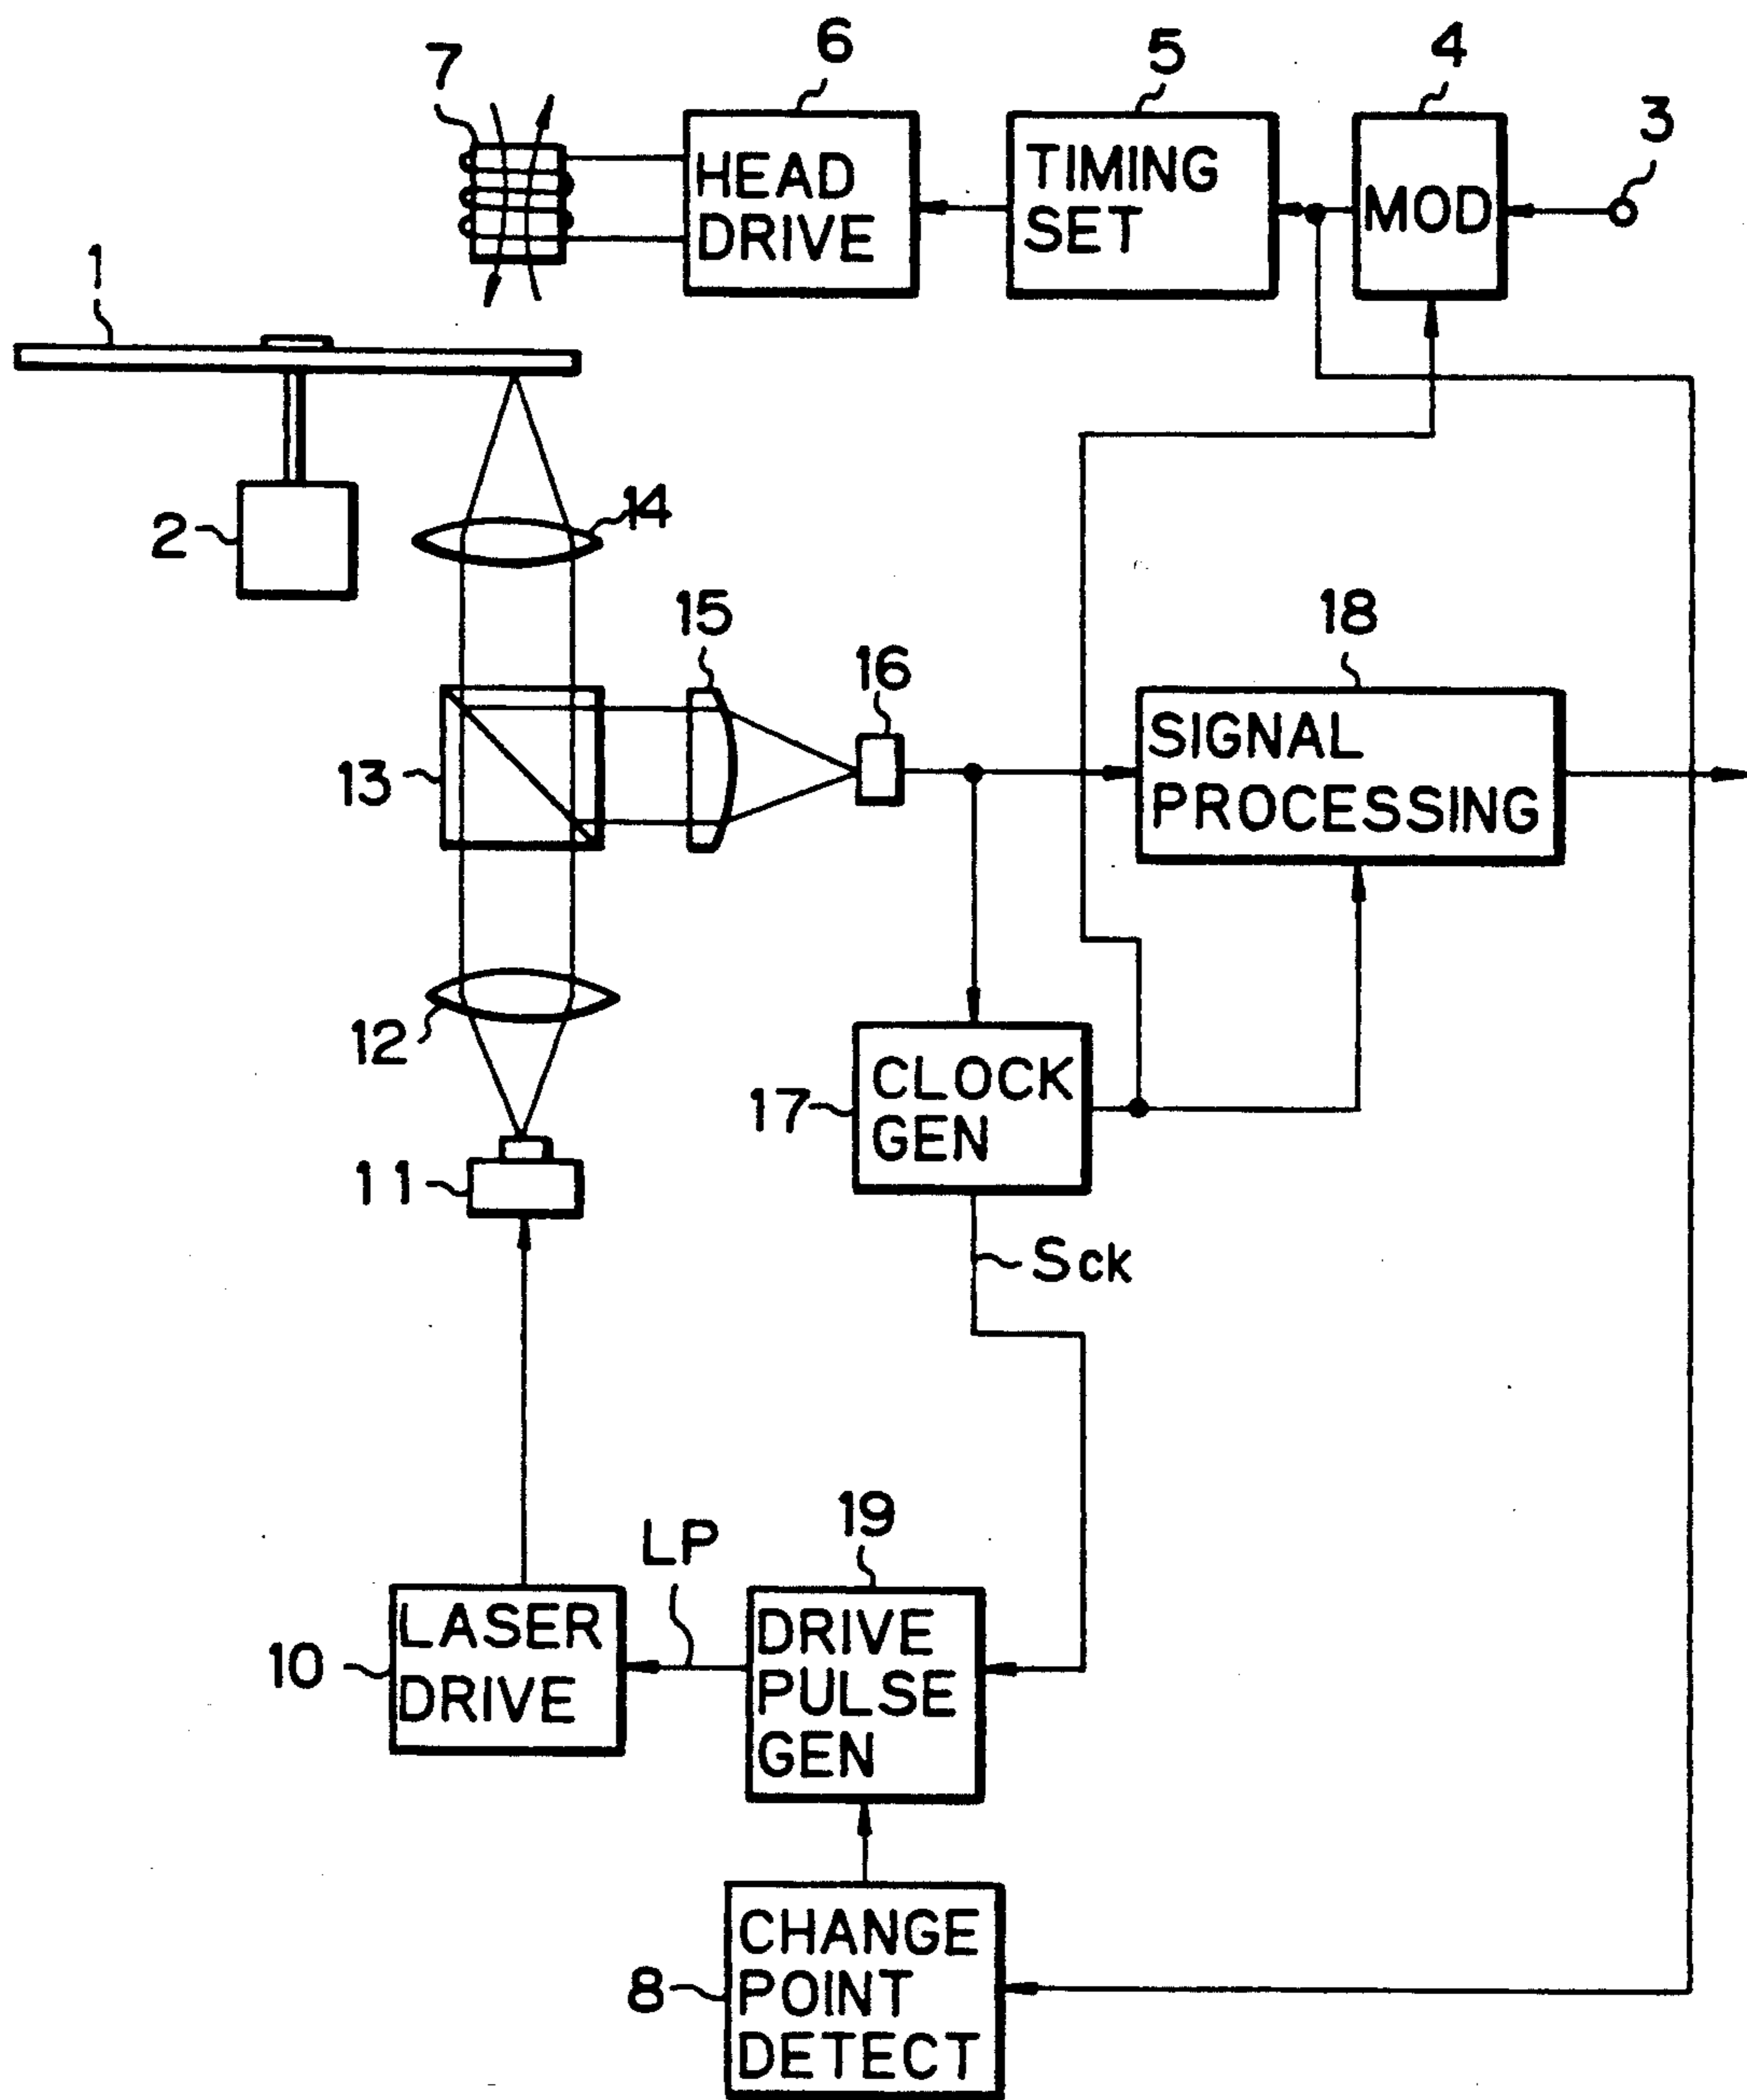 6
5
4
7
3
HEAD
DRIVE
TIMING
SET
MOD
1
2
14
15
16
18
13
SIGNAL
PROCESSING
12
17
CLOCK
GEN
11
Sck
19
LP
10
LASER
DRIVE
DRIVE
PULSE
GEN
8
CHANGE
POINT
DETECT